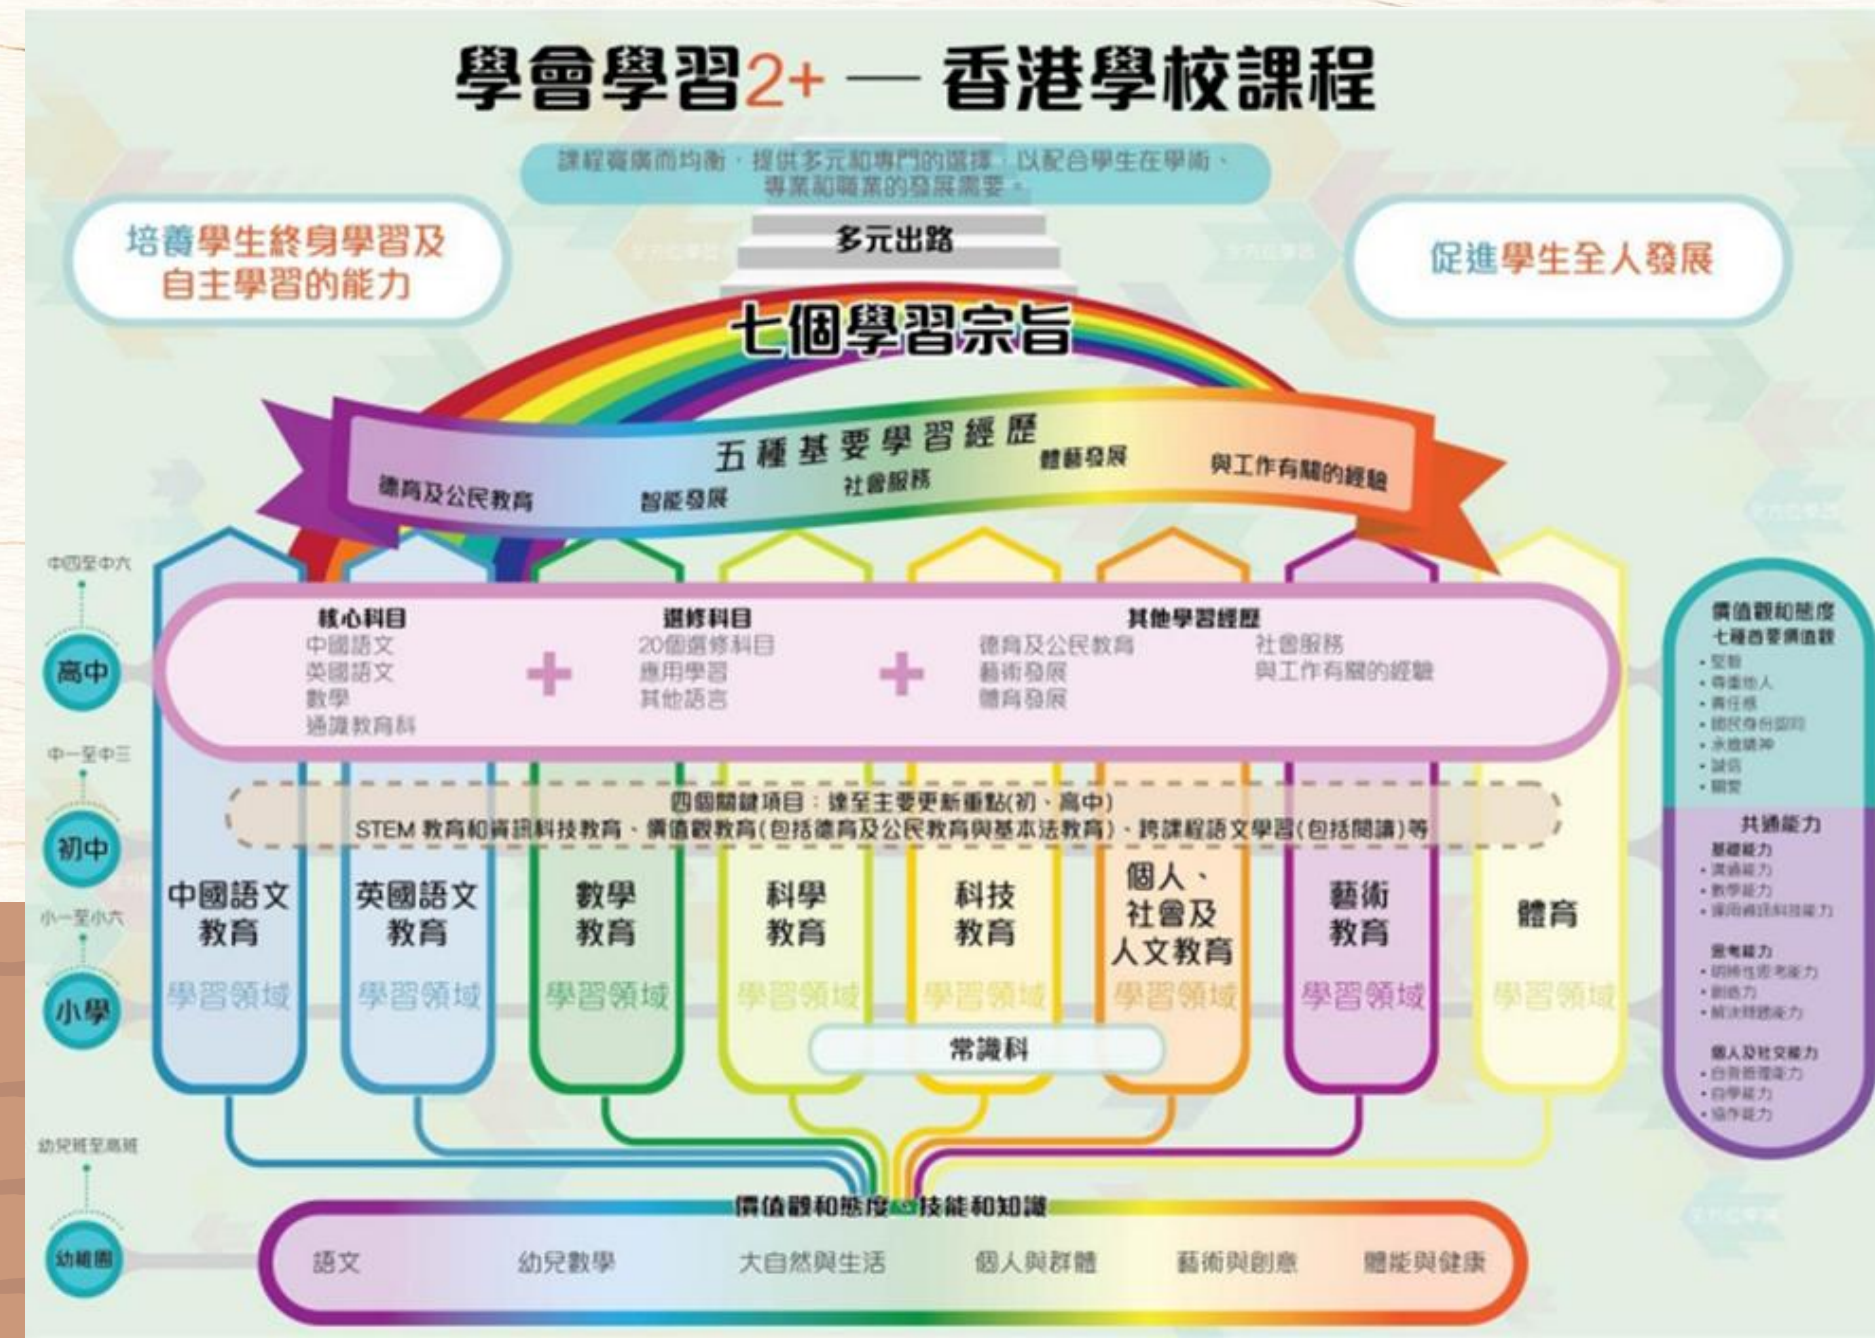 學會學習2+ — 香港學校課程
課程寬廣而均衡，提供多元和專門的選擇，以配合學生在學術、
專業和職業的發展需要。
培養學生終身學習及
自主學習的能力
多元出路
促進學生全人發展
七個學習宗旨
五種基要學習經歷
德育及公民教育
智能發展
社會服務
體藝發展
與工作有關的經驗
中四至中六
高中
核心科目
中國語文
英國語文
數學
通識教育科
+
選修科目
20個選修科目
應用學習
其他語言
+
其他學習經歷
德育及公民教育
藝術發展
體育發展
社會服務
與工作有關的經驗
中一至中三
初中
四個關鍵項目：達至主要更新重點(初、高中)
STEM 教育和資訊科技教育、價值觀教育(包括德育及公民教育與基本法教育)、跨課程語文學習(包括閱讀)等
小一至小六
小學
中國語文
教育
學習領域
英國語文
教育
學習領域
數學
教育
學習領域
科學
教育
學習領域
科技
教育
學習領域
個人、
社會及
人文教育
學習領域
藝術
教育
學習領域
體育
學習領域
常識科
價值觀和態度
七種首要價值觀
• 堅毅
• 尊重他人
• 責任感
• 國民身份認同
• 承擔精神
• 誠信
• 關愛
共通能力
基礎能力
• 溝通能力
• 數學能力
• 運用資訊科技能力
思考能力
• 明辨性思考能力
• 創造力
• 解決問題能力
個人及社交能力
• 自我管理能力
• 自學能力
• 協作能力
幼兒班至高班
幼稚園
價值觀和態度、技能和知識
語文
幼兒數學
大自然與生活
個人與群體
藝術與創意
體能與健康